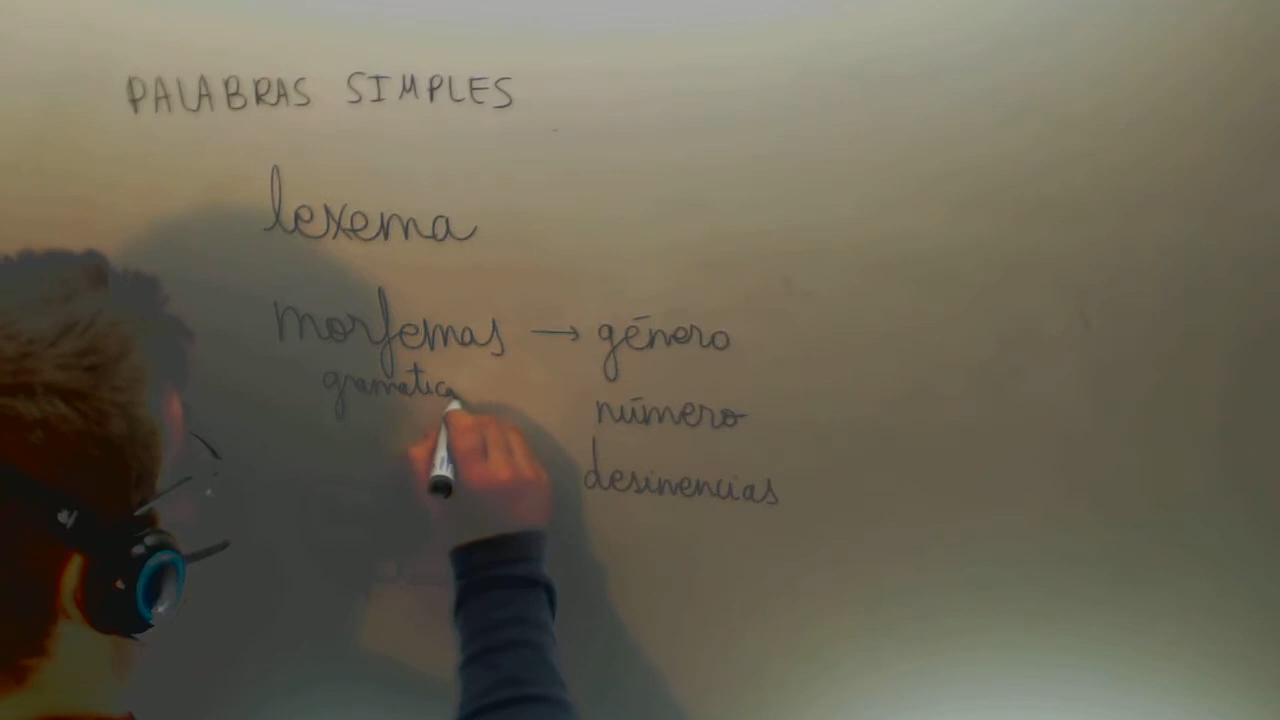 PALABRAS SIMPLES
lexema
morfemas → género
gramatica
número
desinencias